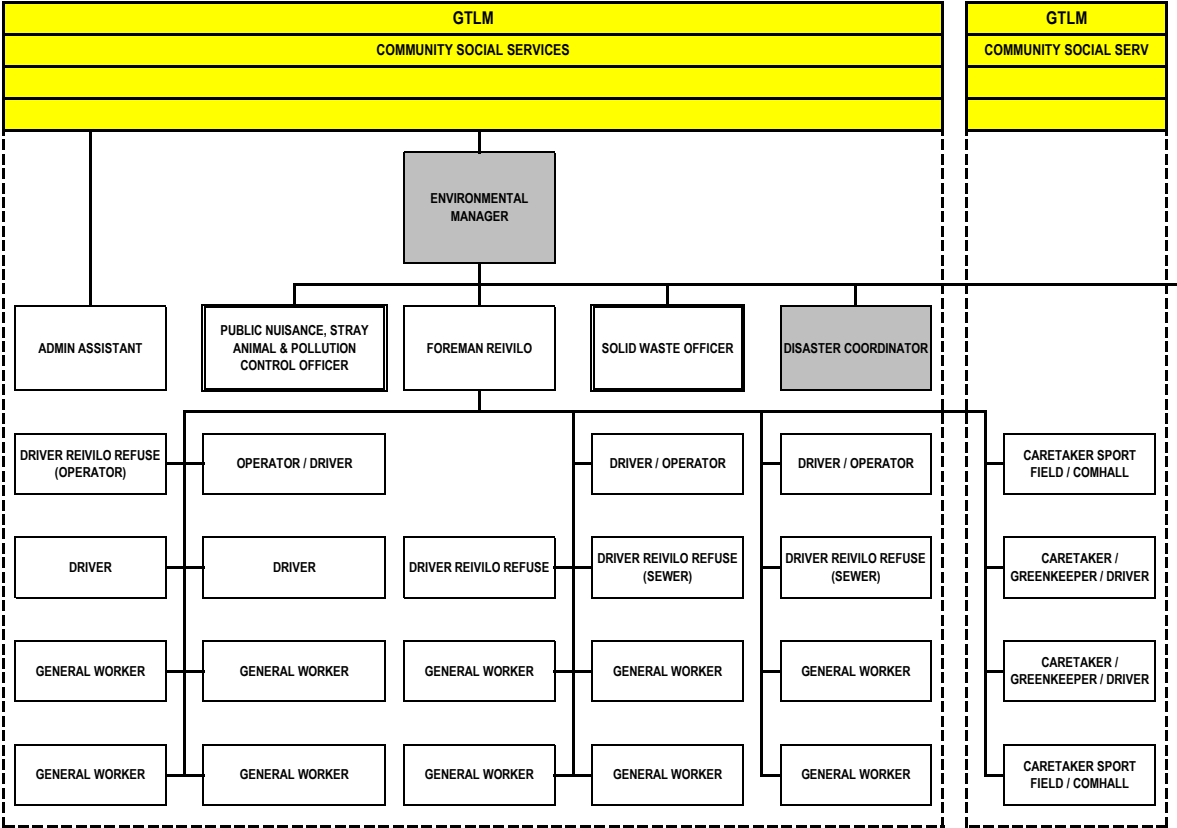 GTLM
GTLM
COMMUNITY SOCIAL SERVICES
COMMUNITY SOCIAL SERV
ENVIRONMENTAL
MANAGER
ADMIN ASSISTANT
PUBLIC NUISANCE, STRAY
ANIMAL & POLLUTION
CONTROL OFFICER
FOREMAN REIVILO
SOLID WASTE OFFICER
DISASTER COORDINATOR
DRIVER REIVILO REFUSE
(OPERATOR)
OPERATOR / DRIVER
DRIVER / OPERATOR
DRIVER / OPERATOR
CARETAKER SPORT
FIELD / COMHALL
DRIVER
DRIVER
DRIVER REIVILO REFUSE
DRIVER REIVILO REFUSE
(SEWER)
DRIVER REIVILO REFUSE
(SEWER)
CARETAKER /
GREENKEEPER / DRIVER
GENERAL WORKER
GENERAL WORKER
GENERAL WORKER
GENERAL WORKER
GENERAL WORKER
CARETAKER /
GREENKEEPER / DRIVER
GENERAL WORKER
GENERAL WORKER
GENERAL WORKER
GENERAL WORKER
GENERAL WORKER
CARETAKER SPORT
FIELD / COMHALL